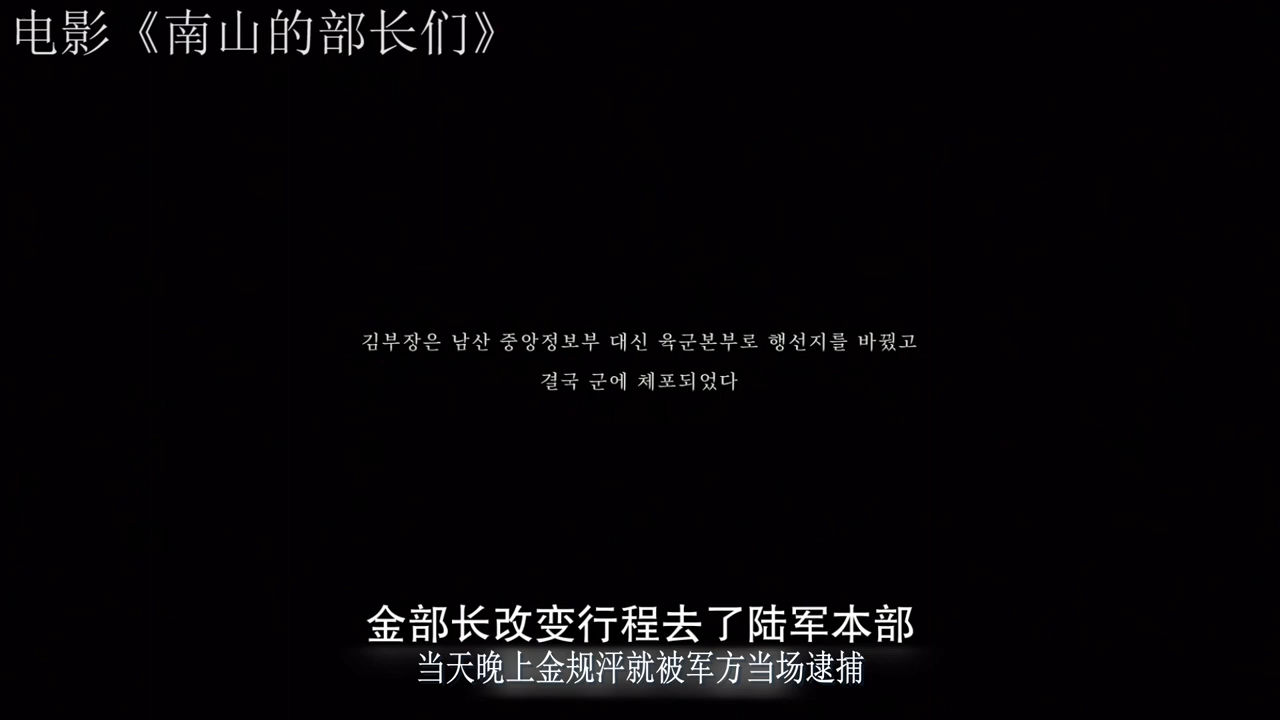 电影《南山的部长们》
김부장은 남산 중앙정보부 대신 육군본부로 행선지를 바꿨고
결국 군에 체포되었다
金部长改变行程去了陆军本部
当天晚上金规泙就被军方当场逮捕